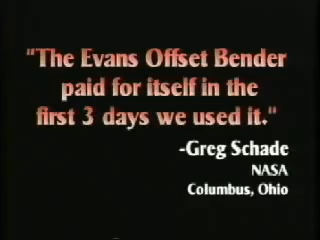 "The Evans Offset Bender
paid for itself in the
first 3 days we used it."
-Greg Schade
NASA
Columbus, Ohio